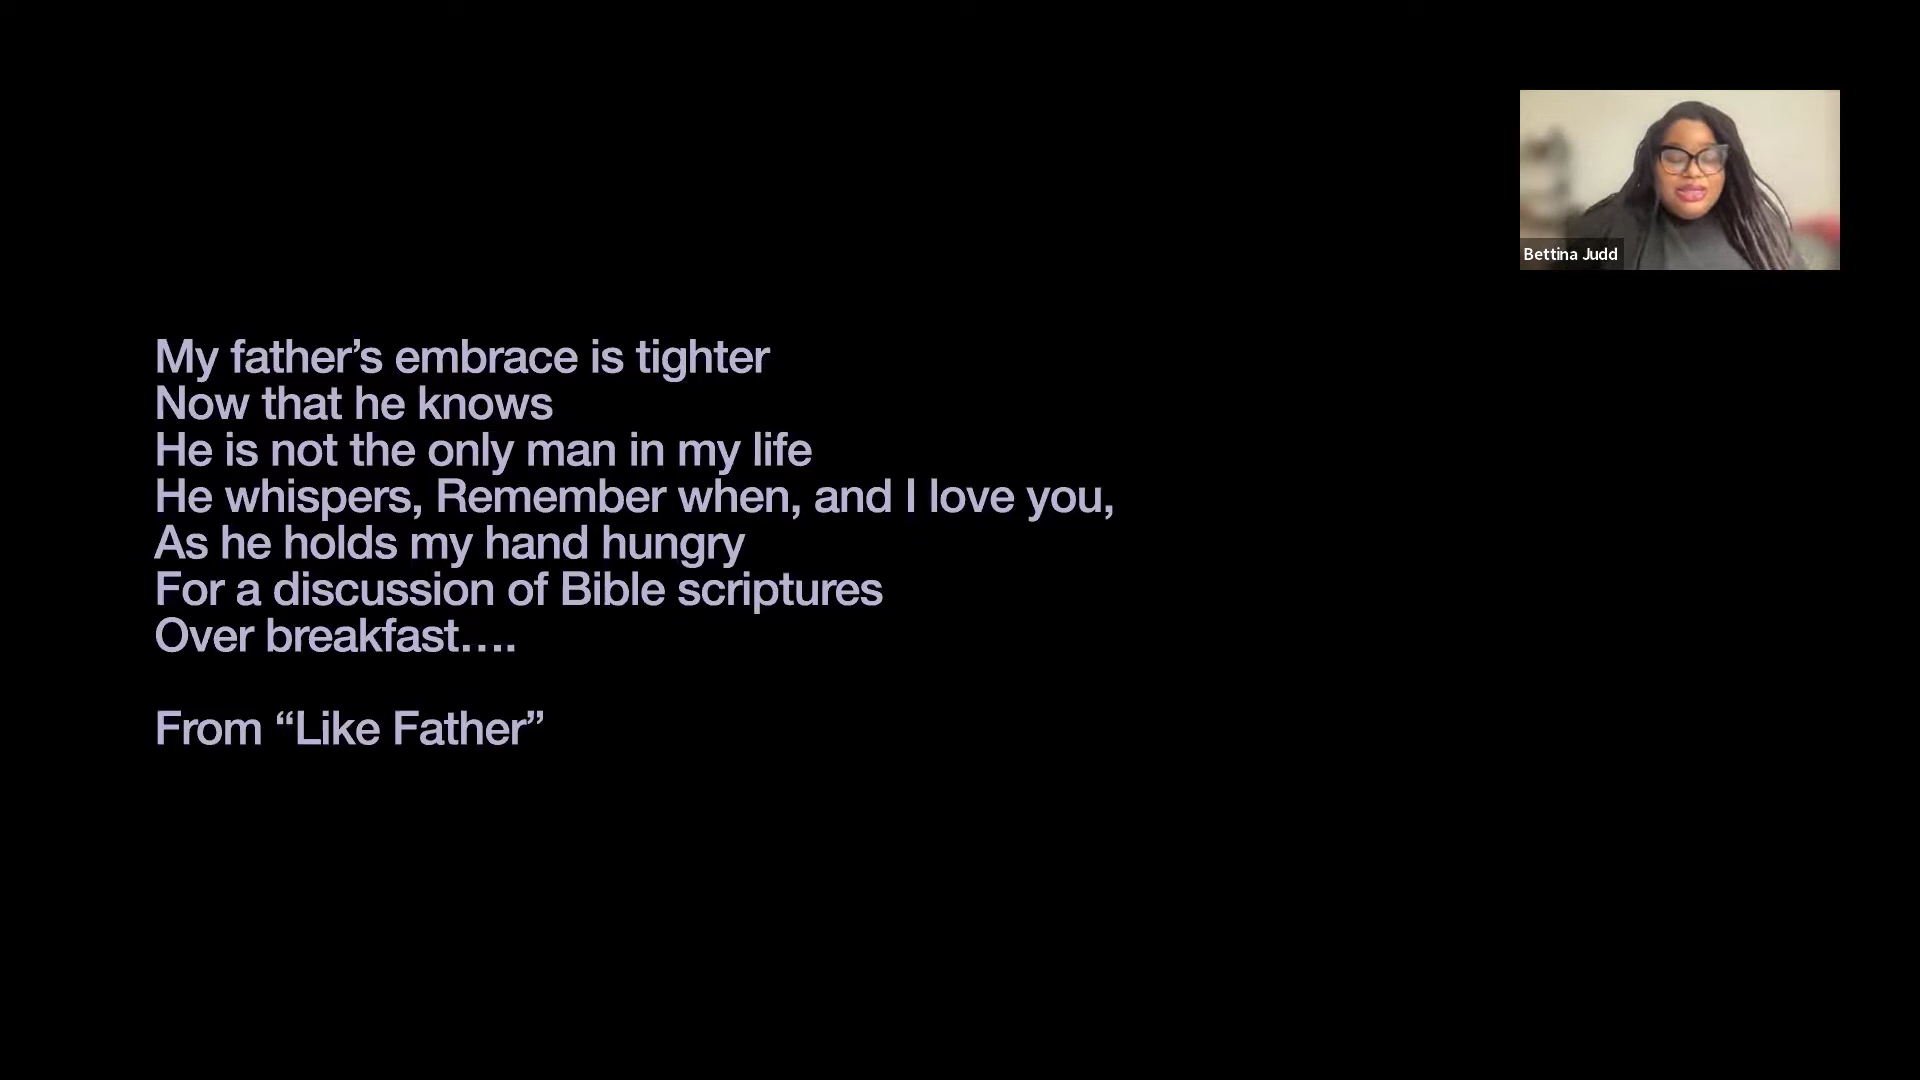 Bettina Judd
My father’s embrace is tighter
Now that he knows
He is not the only man in my life
He whispers, Remember when, and I love you,
As he holds my hand hungry
For a discussion of Bible scriptures
Over breakfast….
From “Like Father”